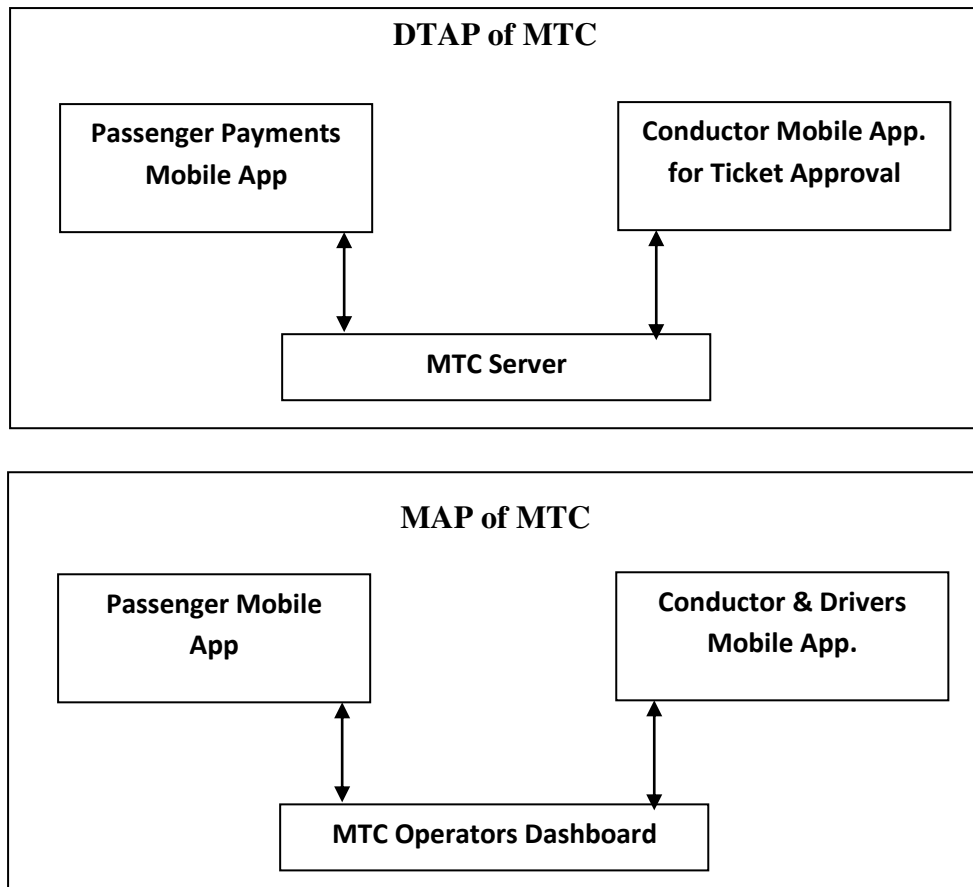 DTAP of MTC
Passenger Payments
Mobile App
Conductor Mobile App.
for Ticket Approval
MTC Server
MAP of MTC
Passenger Mobile
App
Conductor & Drivers
Mobile App.
MTC Operators Dashboard